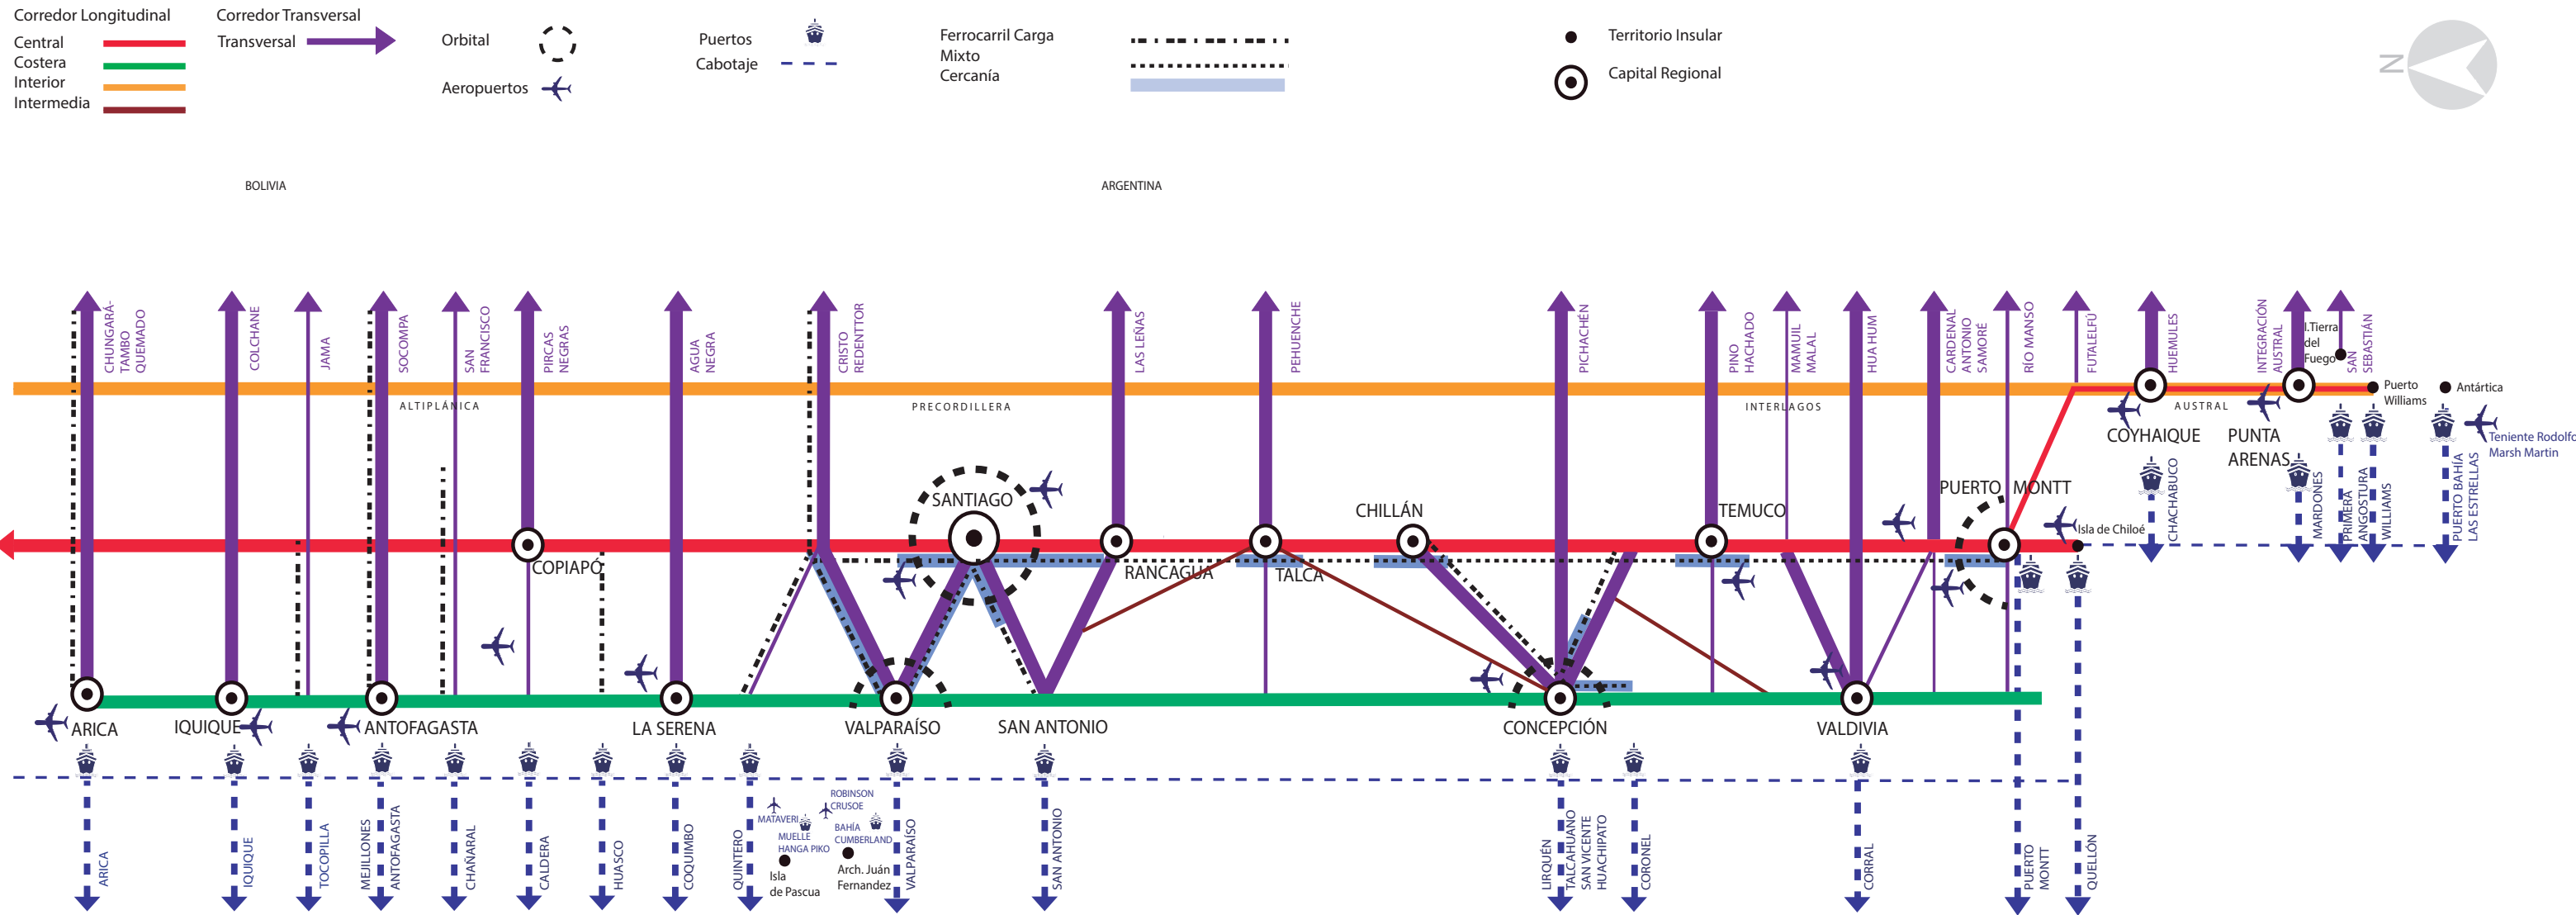 Corredor Longitudinal
Central
Costera
Interior
Intermedia
Corredor Transversal
Transversal
Orbital
Aeropuertos
Puertos
Cabotaje
Ferrocarril Carga
Mixto
Cercanía
Territorio Insular
Capital Regional
N
BOLIVIA
ARGENTINA
CHUNGARÁ-
TAMBO
QUEMADO
COLCHANE
JAMA
SOCOMPA
SAN
FRANCISCO
PIRCAS
NEGRAS
AGUA
NEGRA
CRISTO
REDENTTOR
LAS LEÑAS
PEHUENCHE
PICHACHÉN
PINO
HACHADO
MAMUIL
MALAL
HUA HUM
CARDENAL
ANTONIO
SAMORÉ
RÍO MANSO
FUTALELFÚ
HUEMULES
INTEGRACIÓN
AUSTRAL
I.Tierra
del
Fuego
SAN
SEBASTIÁN
ALTIPLÁNICA
PRECORDILLERA
INTERLAGOS
AUSTRAL
Puerto
Williams
Antártica
COYHAIQUE
PUNTA
ARENAS
Teniente Rodolfo
Marsh Martin
CHACHABUCO
MARDONES
PRIMERA
ANGOSTURA
WILLIAMS
PUERTO BAHÍA
LAS ESTRELLAS
SANTIAGO
CHILLÁN
TEMUCO
PUERTO MONTT
Isla de Chiloé
COPIAPÓ
RANCAGUA
TALCA
ARICA
IQUIQUE
ANTOFAGASTA
LA SERENA
VALPARAÍSO
SAN ANTONIO
CONCEPCIÓN
VALDIVIA
ARICA
IQUIQUE
TOCOPILLA
MEJILLONES
ANTOFAGASTA
CHAÑARAL
CALDERA
HUASCO
COQUIMBO
QUINTERO
MATAVERI
MUELLE
HANGA PIKO
Isla
de Pascua
ROBINSON
CRUSOE
BAHÍA
CUMBERLAND
Arch. Juán
Fernandez
VALPARAÍSO
SAN ANTONIO
LIRQUÉN
TALCAHUANO
SAN VICENTE
HUACHIPATO
CORONEL
CORRAL
PUERTO
MONTT
QUELLÓN